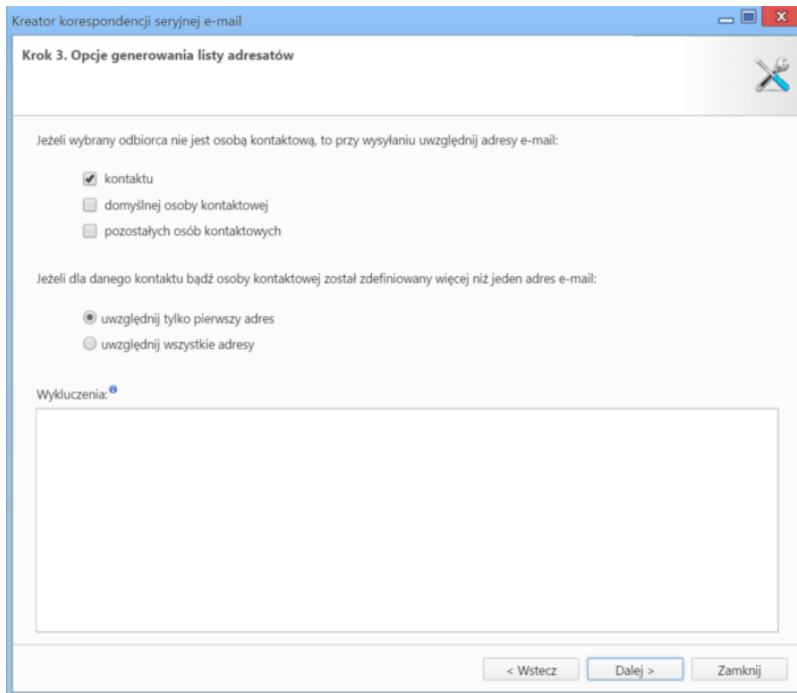 Kreator korespondencji seryjnej e-mail
Krok 3. Opcje generowania listy adresatów
Jeżeli wybrany odbiorca nie jest osobą kontaktową, to przy wysyłaniu uwzględnij adresy e-mail:
kontaktu
domyślnej osoby kontaktowej
pozostałych osób kontaktowych
Jeżeli dla danego kontaktu bądź osoby kontaktowej został zdefiniowany więcej niż jeden adres e-mail:
uwzględnij tylko pierwszy adres
uwzględnij wszystkie adresy
Wykluczenia:
< Wstecz
Dalej >
Zamknij